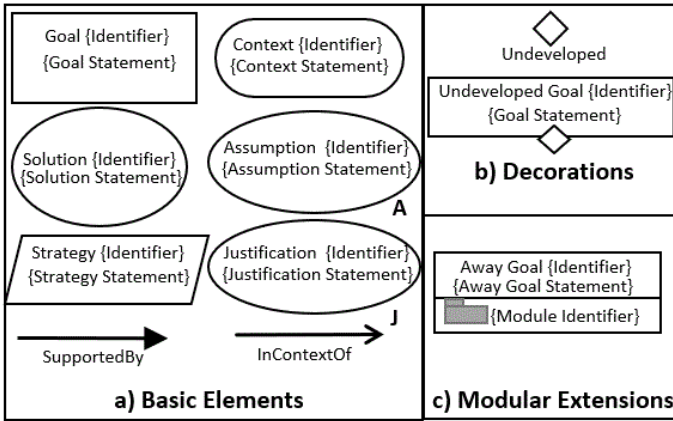 Goal {Identifier}
{Goal Statement}
Context {Identifier}
{Context Statement}
Solution {Identifier}
{Solution Statement}
Assumption {Identifier}
{Assumption Statement}
A
Strategy {Identifier}
{Strategy Statement}
Justification {Identifier}
{Justification Statement}
J
SupportedBy
InContextOf
a) Basic Elements
Undeveloped
Undeveloped Goal {Identifier}
{Goal Statement}
b) Decorations
Away Goal {Identifier}
{Away Goal Statement}
{Module Identifier}
c) Modular Extensions